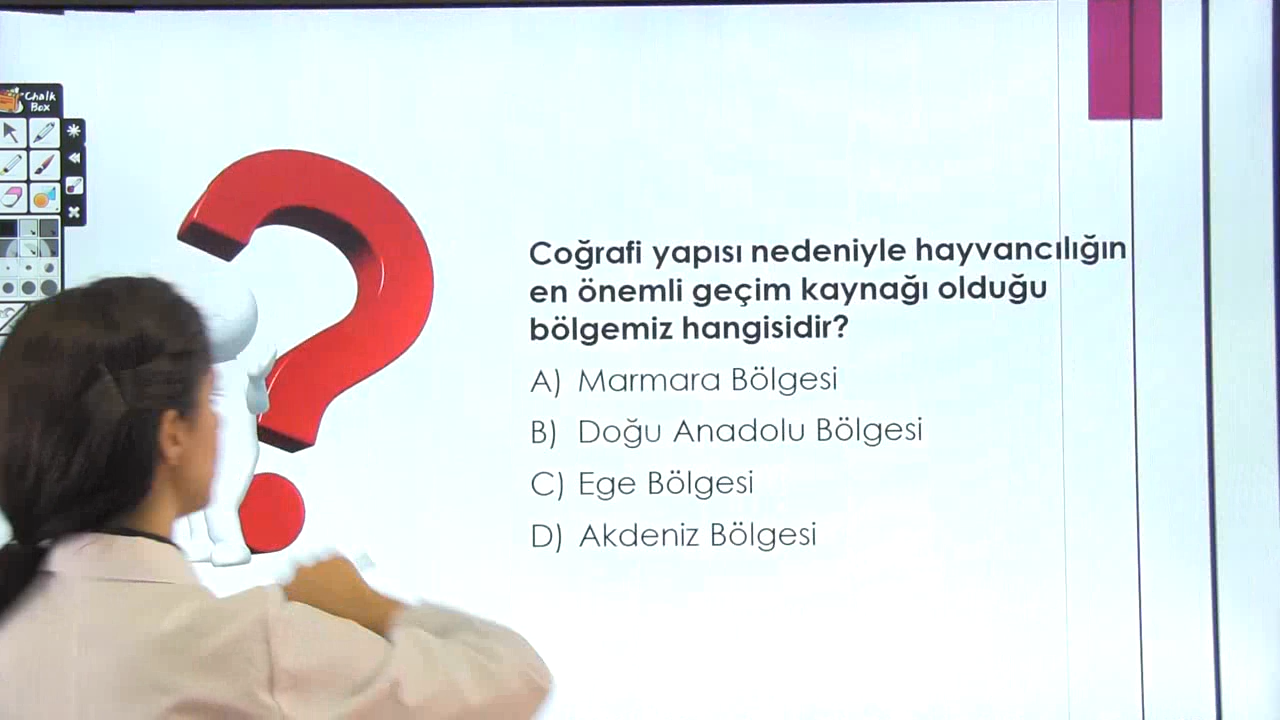 Chalk
Box
Coğrafi yapısı nedeniyle hayvancılığın
en önemli geçim kaynağı olduğu
bölgemiz hangisidir?
A) Marmara Bölgesi
B) Doğu Anadolu Bölgesi
C) Ege Bölgesi
D) Akdeniz Bölgesi